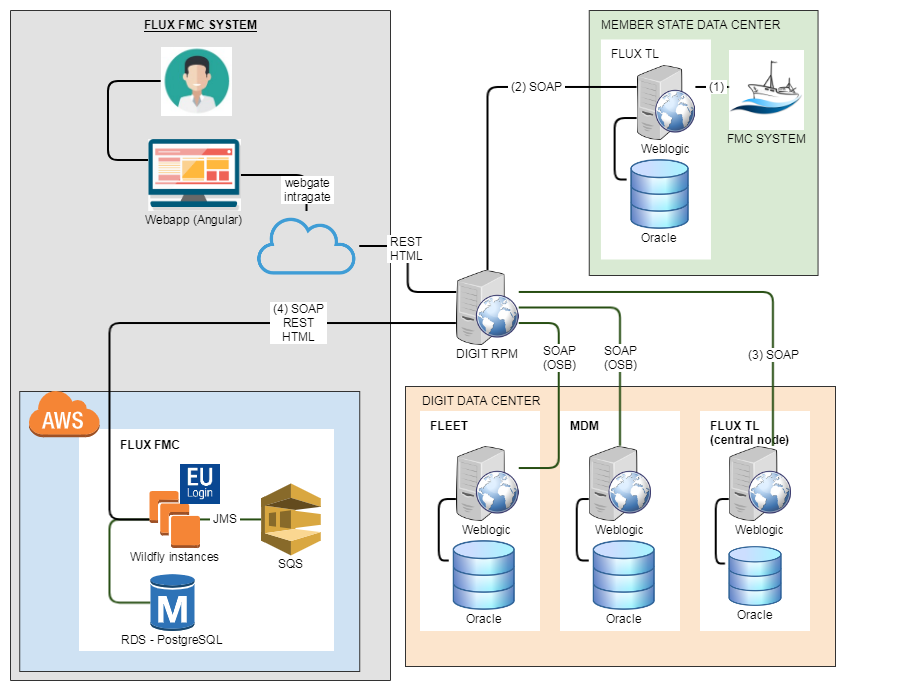 FLUX FMC SYSTEM
Webapp (Angular)
webgate
intragate
REST
HTML
MEMBER STATE DATA CENTER
FLUX TL
(2) SOAP
(1)
Weblogic
FMC SYSTEM
Oracle
(4) SOAP
REST
HTML
DIGIT RPM
SOAP
(OSB)
SOAP
(OSB)
(3) SOAP
AWS
FLUX FMC
EU
Login
JMS
Wildfly instances
SQS
M
RDS - PostgreSQL
DIGIT DATA CENTER
FLEET
Weblogic
Oracle
MDM
Weblogic
Oracle
FLUX TL
(central node)
Weblogic
Oracle